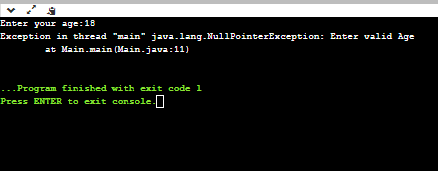 Enter your age:18
Exception in thread "main" java.lang.NullPointerException: Enter valid Age
at Main.main(Main.java:11)
...Program finished with exit code 1
Press ENTER to exit console.